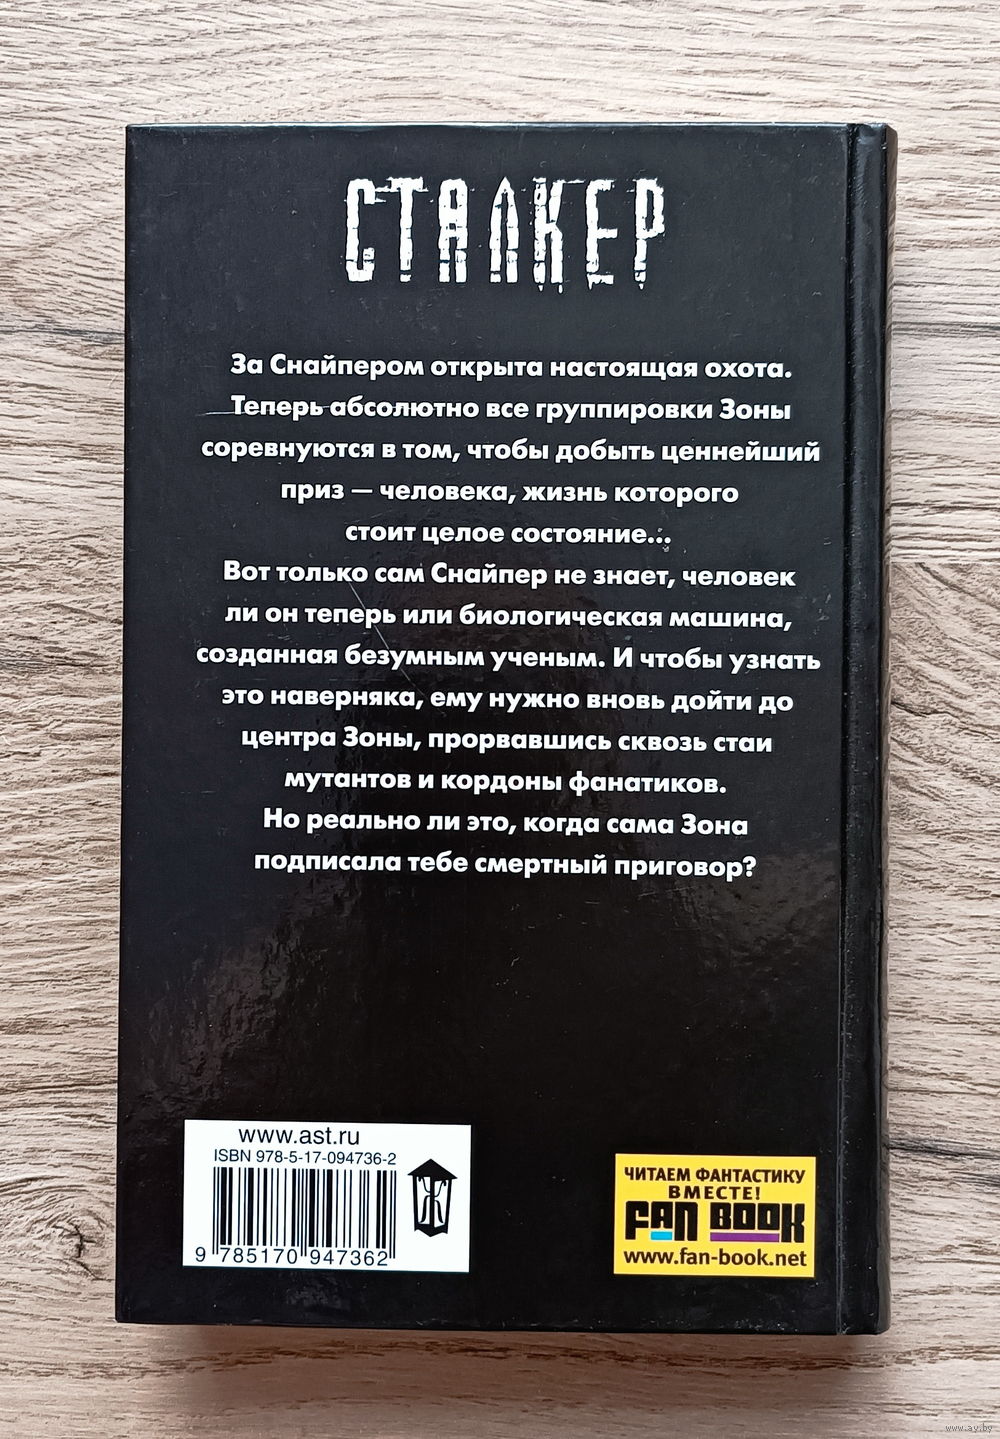 СТАЛКЕР
За Снайпером открыта настоящая охота.
Теперь абсолютно все группировки Зоны
соревнуются в том, чтобы добыть ценнейший
приз — человека, жизнь которого
стоит целое состояние...
Вот только сам Снайпер не знает, человек
ли он теперь или биологическая машина,
созданная безумным ученым. И чтобы узнать
это наверняка, ему нужно вновь дойти до
центра Зоны, прорвавшись сквозь стаи
мутантов и кордоны фанатиков.
Но реально ли это, когда сама Зона
подписала тебе смертный приговор?
www.ast.ru
ISBN 978-5-17-094736-2
9 785170 947362
ЧИТАЕМ ФАНТАСТИКУ
ВМЕСТЕ!
FAN BOOK
www.fan-book.net
www.ay.by